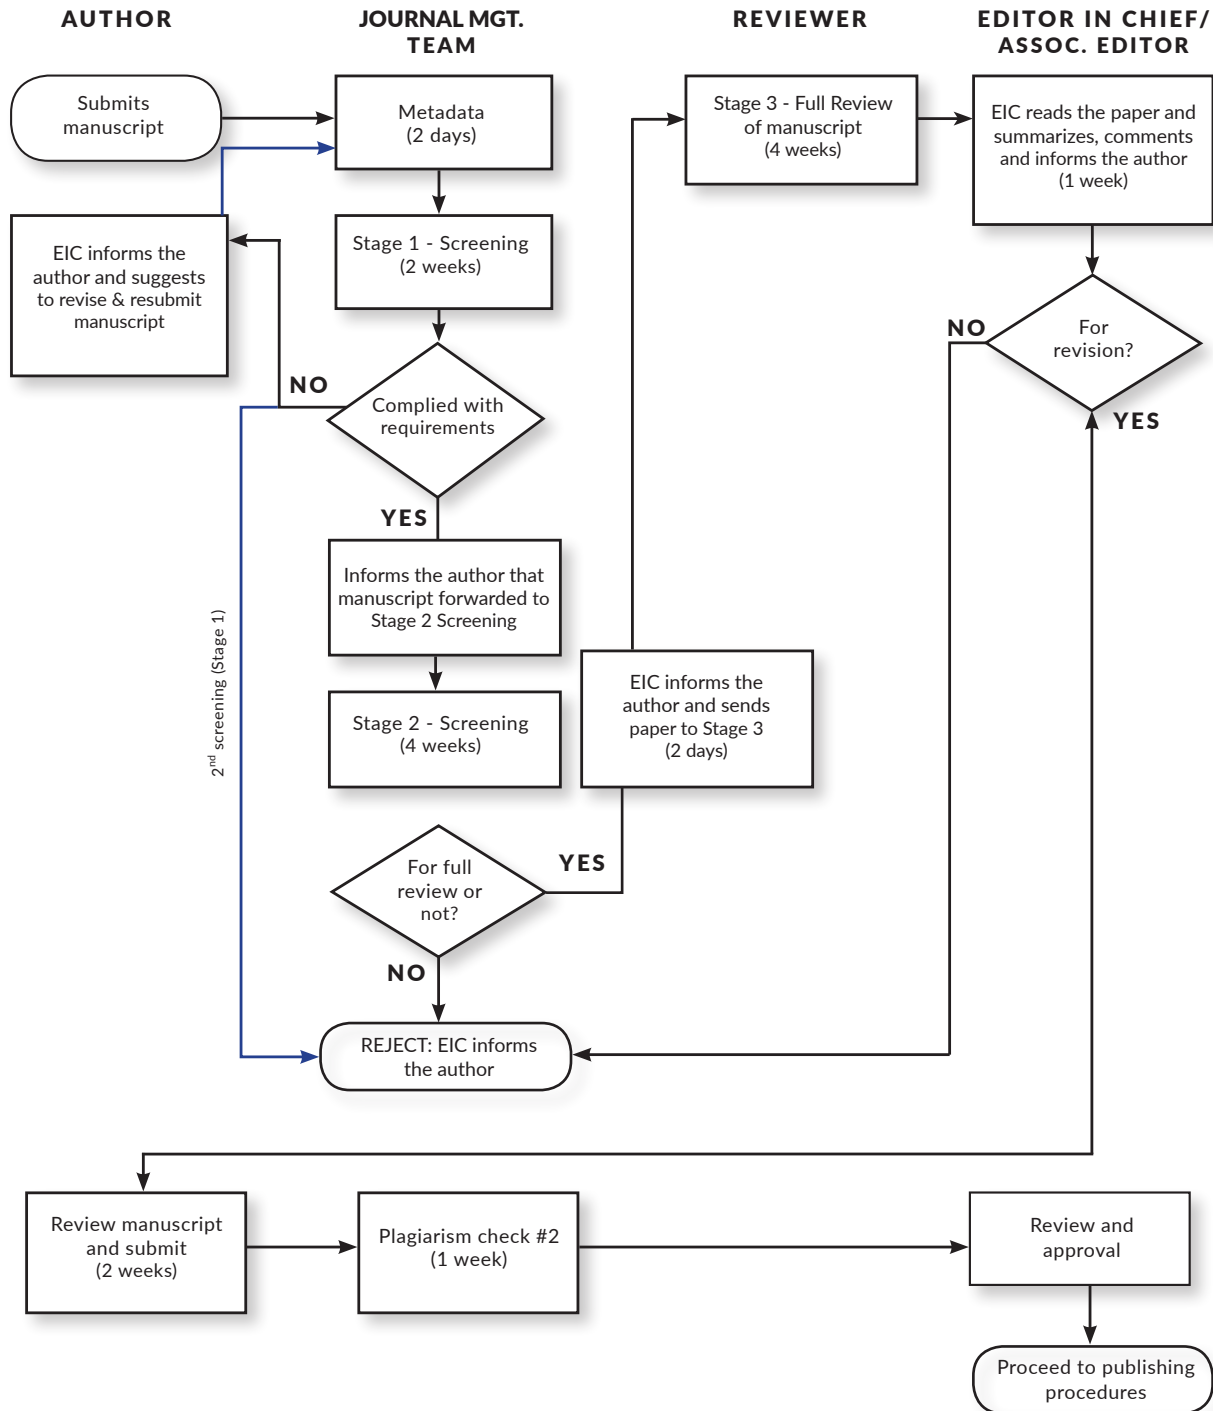 AUTHOR
JOURNAL MGT.
TEAM
REVIEWER
EDITOR IN CHIEF/
ASSOC. EDITOR
Submits
manuscript
Metadata
(2 days)
Stage 3 - Full Review
of manuscript
(4 weeks)
EIC reads the paper and
summarizes, comments
and informs the author
(1 week)
EIC informs the
author and suggests
to revise & resubmit
manuscript
Stage 1 - Screening
(2 weeks)
NO
Complied with
requirements
NO
For
revision?
YES
YES
Informs the author that
manuscript forwarded to
Stage 2 Screening
2nd screening (Stage 1)
Stage 2 - Screening
(4 weeks)
EIC informs the
author and sends
paper to Stage 3
(2 days)
For full
review or
not?
YES
NO
REJECT: EIC informs
the author
Review manuscript
and submit
(2 weeks)
Plagiarism check #2
(1 week)
Review and
approval
Proceed to publishing
procedures